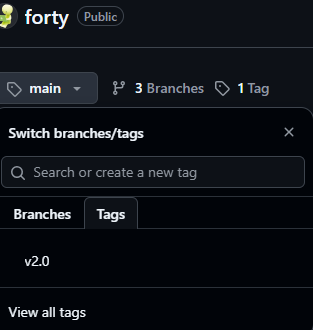 forty Public
main 3 Branches 1 Tag
Switch branches/tags
Search or create a new tag
Branches Tags
v2.0
View all tags